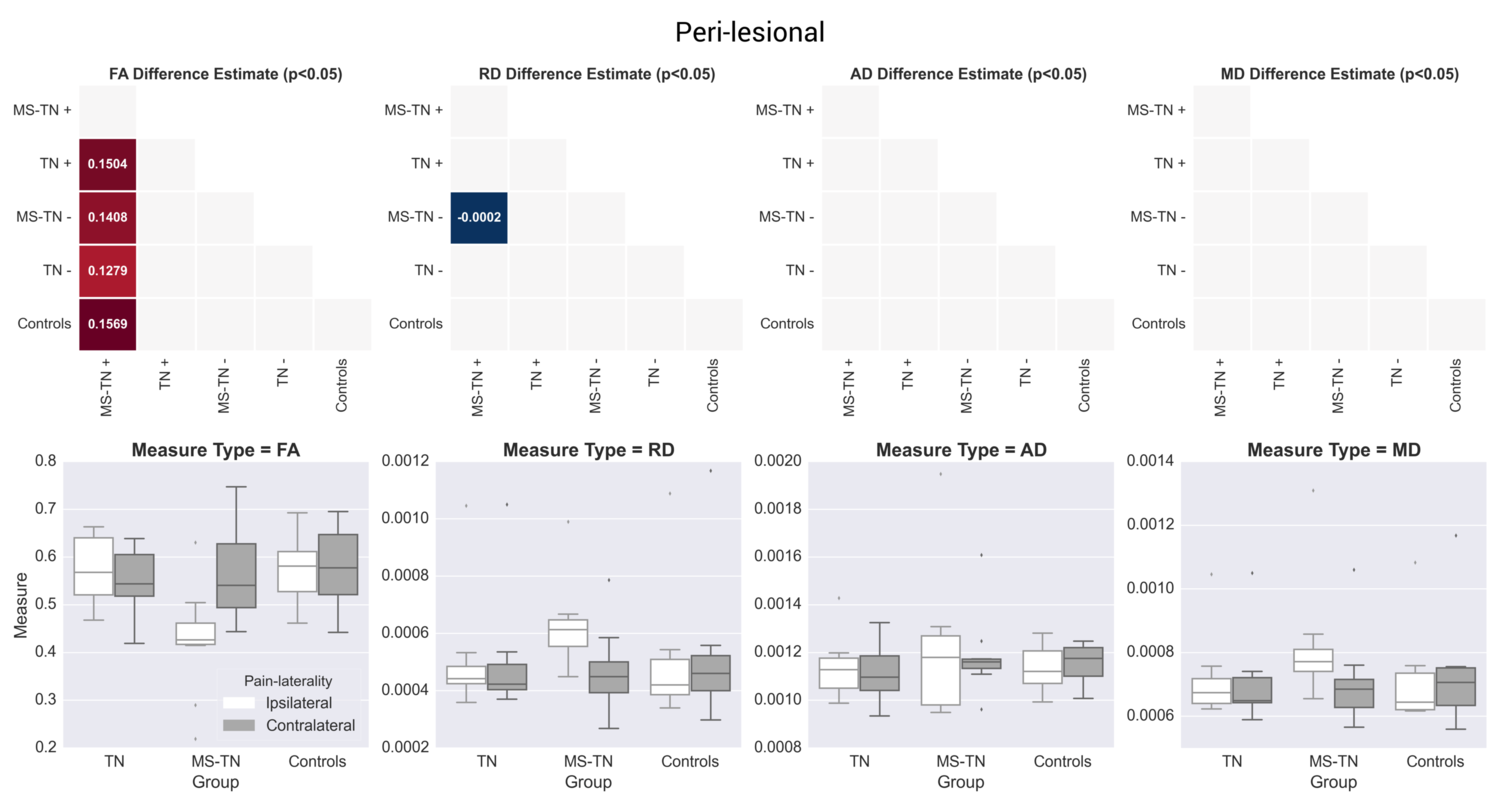 Peri-lesional
FA Difference Estimate (p<0.05)
MS-TN +
TN +
MS-TN -
TN -
Controls
0.1504
0.1408
0.1279
0.1569
MS-TN +
TN +
MS-TN -
TN -
Controls
RD Difference Estimate (p<0.05)
MS-TN +
TN +
MS-TN -
TN -
Controls
-0.0002
MS-TN +
TN +
MS-TN -
TN -
Controls
AD Difference Estimate (p<0.05)
MS-TN +
TN +
MS-TN -
TN -
Controls
MS-TN +
TN +
MS-TN -
TN -
Controls
MD Difference Estimate (p<0.05)
MS-TN +
TN +
MS-TN -
TN -
Controls
MS-TN +
TN +
MS-TN -
TN -
Controls
Measure Type = FA
Measure
0.8
0.7
0.6
0.5
0.4
0.3
0.2
Pain-laterality
Ipsilateral
Contralateral
TN
MS-TN
Controls
Group
Measure Type = RD
0.0012
0.0010
0.0008
0.0006
0.0004
0.0002
TN
MS-TN
Controls
Group
Measure Type = AD
0.0020
0.0018
0.0016
0.0014
0.0012
0.0010
0.0008
TN
MS-TN
Controls
Group
Measure Type = MD
0.0014
0.0012
0.0010
0.0008
0.0006
TN
MS-TN
Controls
Group